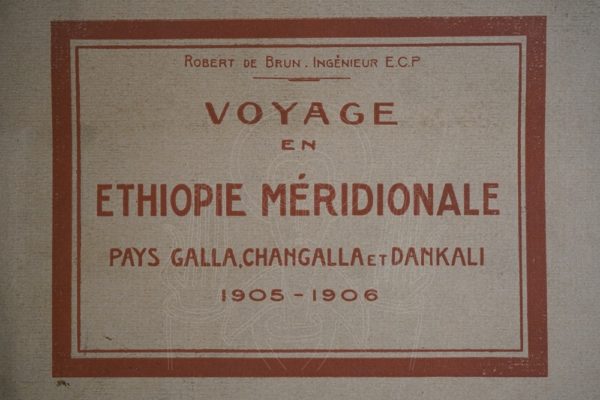 ROBERT DE BRUN. INGÉNIEUR E.C.P
VOYAGE
EN
ETHIOPIE MÉRIDIONALE
PAYS GALLA, CHANGALLA ET DANKALI
1905-1906